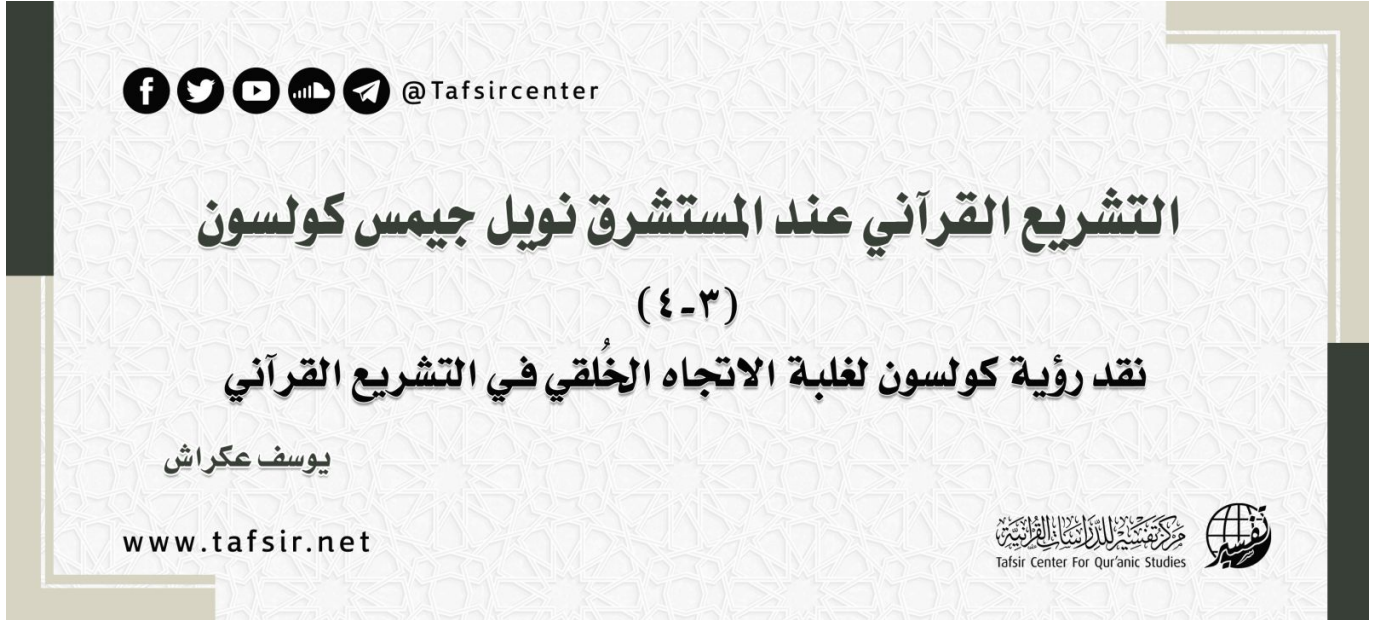 @Tafsircenter
التشريع القرآني عند المستشرق نويل جيمس كولسون
(٣-٤)
نقد رؤية كولسون لغلبة الاتجاه الخُلقي في التشريع القرآني
يوسف عكراش
www.tafsir.net
مركز تفسير للدراسات القرآنية
Tafsir Center For Qur'anic Studies
تفسير